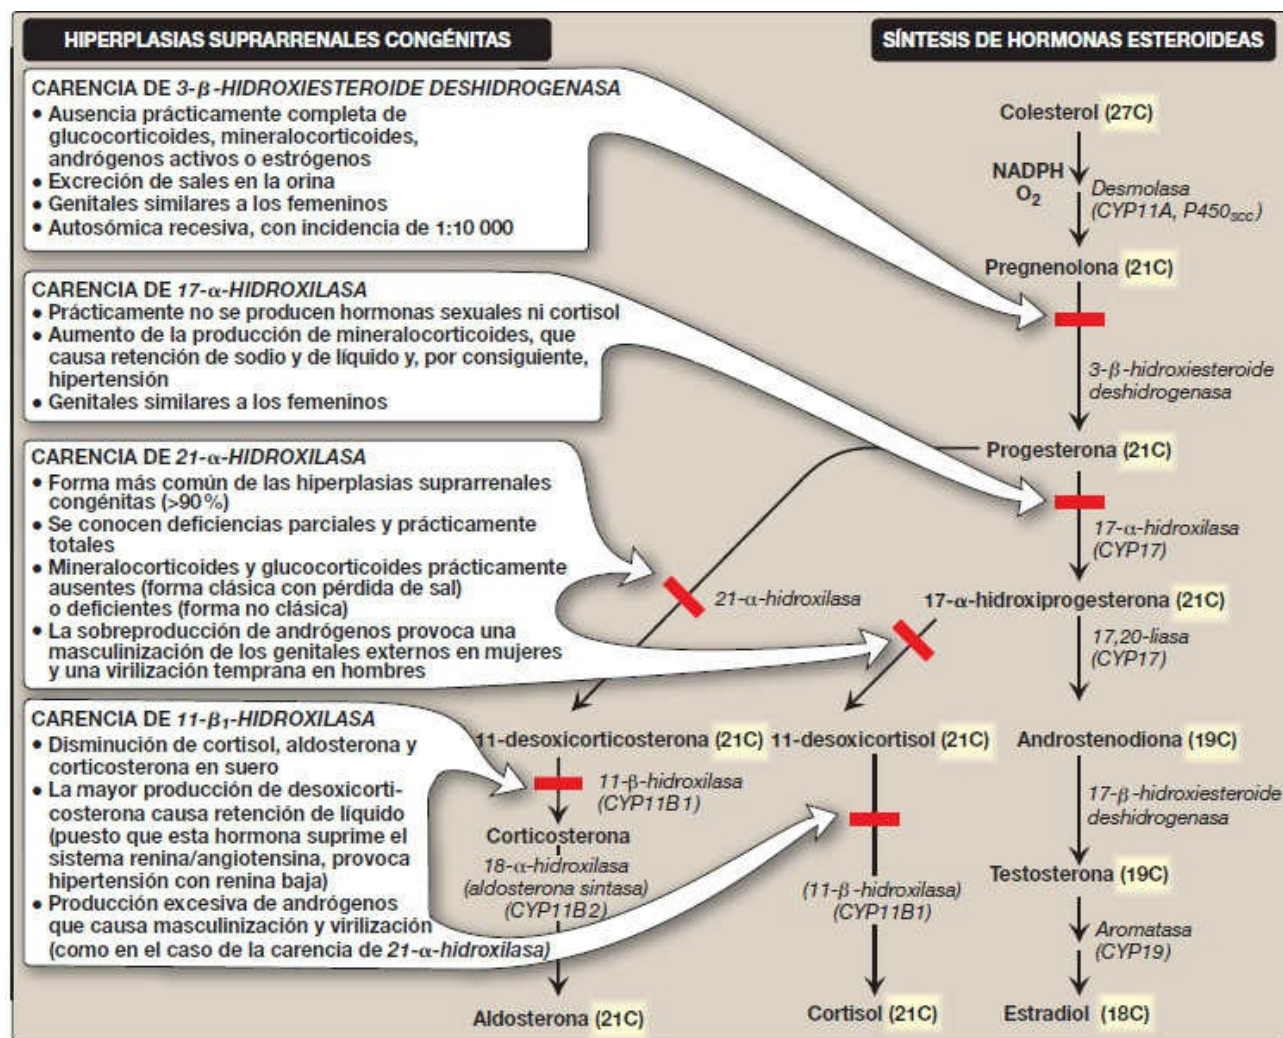 HIPERPLASIAS SUPRARRENALES CONGÉNITAS
CARENCIA DE 3-β-HIDROXIESTEROIDE DESHIDROGENASA
• Ausencia prácticamente completa de
glucocorticoides, mineralocorticoides,
andrógenos activos o estrógenos
• Excreción de sales en la orina
• Genitales similares a los femeninos
• Autosómica recesiva, con incidencia de 1:10 000
CARENCIA DE 17-α-HIDROXILASA
• Prácticamente no se producen hormonas sexuales ni cortisol
• Aumento de la producción de mineralocorticoides, que
causa retención de sodio y de líquido y, por consiguiente,
hipertensión
• Genitales similares a los femeninos
CARENCIA DE 21-α-HIDROXILASA
• Forma más común de las hiperplasias suprarrenales
congénitas (>90%)
• Se conocen deficiencias parciales y prácticamente
totales
• Mineralocorticoides y glucocorticoides prácticamente
ausentes (forma clásica con pérdida de sal)
o deficientes (forma no clásica)
• La sobreproducción de andrógenos provoca una
masculinización de los genitales externos en mujeres
y una virilización temprana en hombres
CARENCIA DE 11-β₁-HIDROXILASA
• Disminución de cortisol, aldosterona y
corticosterona en suero
• La mayor producción de desoxicorti-
costerona causa retención de líquido
(puesto que esta hormona suprime el
sistema renina/angiotensina, provoca
hipertensión con renina baja)
• Producción excesiva de andrógenos
que causa masculinización y virilización
(como en el caso de la carencia de 21-α-hidroxilasa)
SÍNTESIS DE HORMONAS ESTEROIDEAS
Colesterol (27C)
NADPH
O₂
Desmolasa
(CYP11A, P450scc)
Pregnenolona (21C)
3-β-hidroxiesteroide
deshidrogenasa
Progesterona (21C)
17-α-hidroxilasa
(CYP17)
21-α-hidroxilasa
17-α-hidroxiprogesterona (21C)
17,20-liasa
(CYP17)
11-desoxicorticosterona (21C)
11-desoxicortisol (21C)
Androstenodiona (19C)
11-β-hidroxilasa
(CYP11B1)
17-β-hidroxiesteroide
deshidrogenasa
Corticosterona
18-α-hidroxilasa
(aldosterona sintasa)
(CYP11B2)
(11-β-hidroxilasa)
(CYP11B1)
Testosterona (19C)
Aromatasa
(CYP19)
Aldosterona (21C)
Cortisol (21C)
Estradiol (18C)